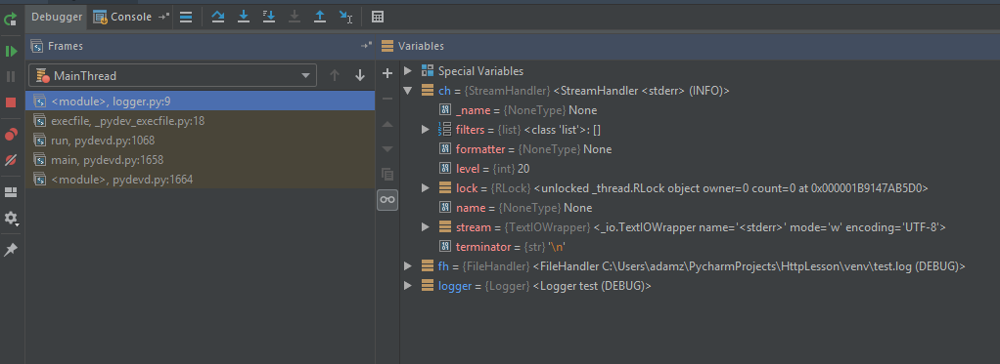 Debugger
Console
Frames
Variables
MainThread
<module>, logger.py:9
execfile, _pydev_execfile.py:18
run, pydevd.py:1068
main, pydevd.py:1658
<module>, pydevd.py:1664
Special Variables
ch = {StreamHandler} <StreamHandler <stderr> (INFO)>
_name = {NoneType} None
filters = {list} <class 'list'>: []
formatter = {NoneType} None
level = {int} 20
lock = {RLock} <unlocked _thread.RLock object owner=0 count=0 at 0x000001B9147AB5D0>
name = {NoneType} None
stream = {TextIOWrapper} <_io.TextIOWrapper name='<stderr>' mode='w' encoding='UTF-8'>
terminator = {str} '\n'
fh = {FileHandler} <FileHandler C:\Users\adamz\PycharmProjects\HttpLesson\venv\test.log (DEBUG)>
logger = {Logger} <Logger test (DEBUG)>